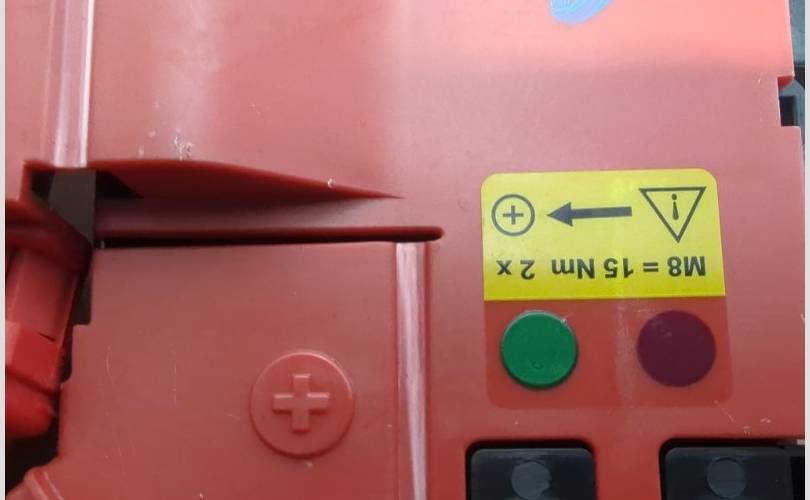 M8 = 15 Nm 2 x